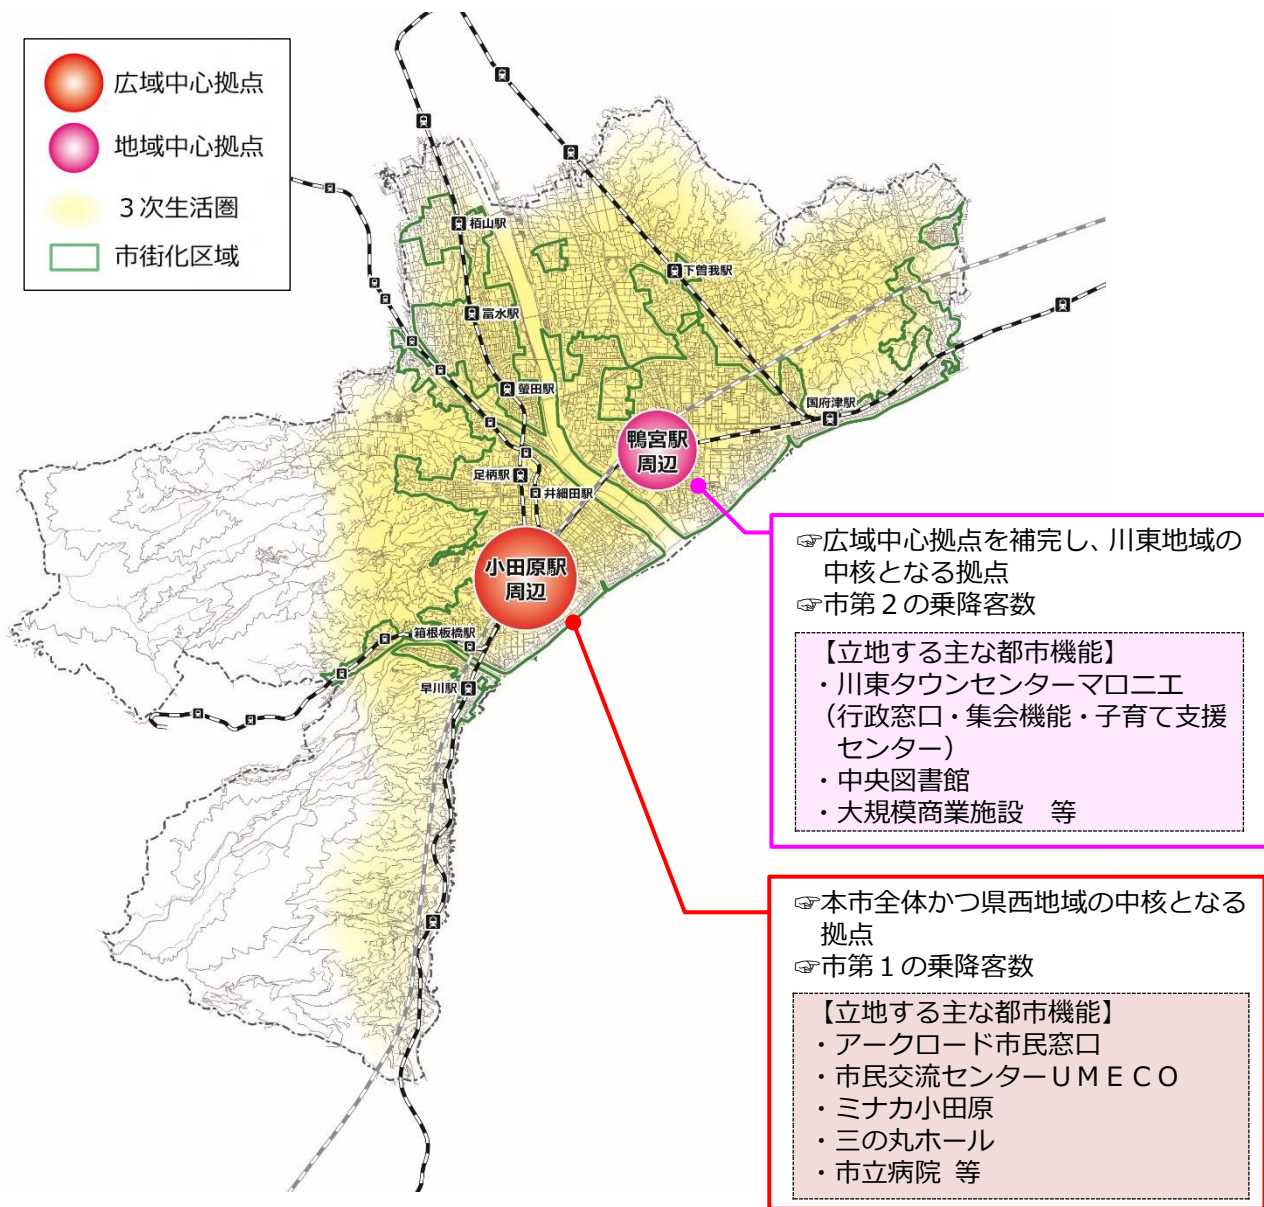 広域中心拠点
地域中心拠点
３次生活圏
市街化区域
栢山駅
下曽我駅
富水駅
螢田駅
国府津駅
鴨宮駅
周辺
足柄駅
井細田駅
小田原駅
周辺
箱根板橋駅
早川駅
☞広域中心拠点を補完し、川東地域の
中核となる拠点
☞市第２の乗降客数
【立地する主な都市機能】
・川東タウンセンターマロニエ
（行政窓口・集会機能・子育て支援
センター）
・中央図書館
・大規模商業施設　等
☞本市全体かつ県西地域の中核となる
拠点
☞市第１の乗降客数
【立地する主な都市機能】
・アークロード市民窓口
・市民交流センターＵＭＥＣＯ
・ミナカ小田原
・三の丸ホール
・市立病院 等